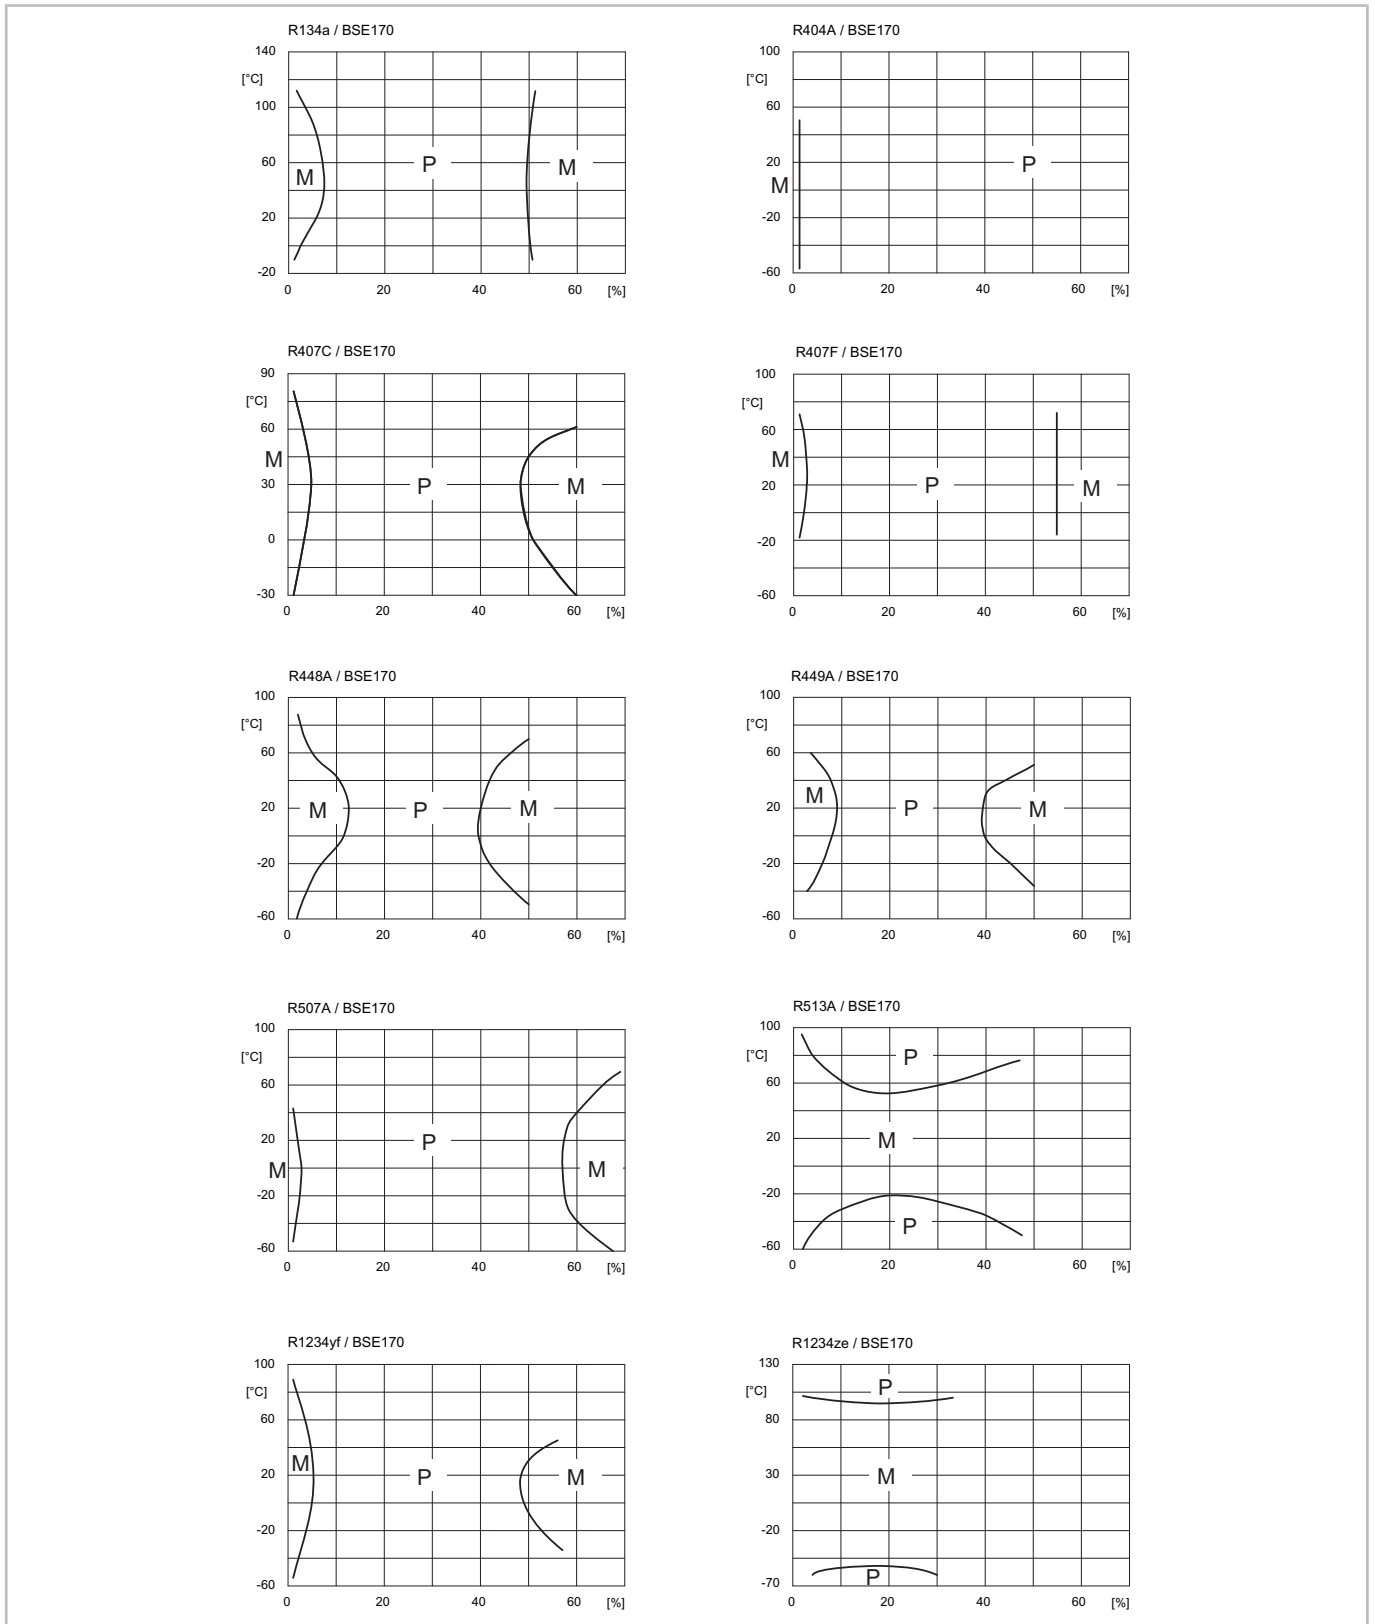 R134a / BSE170
140
[°C]
100
60
20
-20
M
P
M
0 20 40 60 [%]
R404A / BSE170
100
[°C]
60
20
-20
-60
M
P
0 20 40 60 [%]
R407C / BSE170
90
[°C]
60
30
0
-30
M
P
M
0 20 40 60 [%]
R407F / BSE170
100
[°C]
60
20
-20
-60
M
P
M
0 20 40 60 [%]
R448A / BSE170
100
[°C]
60
20
-20
-60
M
P
M
0 20 40 60 [%]
R449A / BSE170
100
[°C]
60
20
-20
-60
M
P
M
0 20 40 60 [%]
R507A / BSE170
100
[°C]
60
20
-20
-60
M
P
M
0 20 40 60 [%]
R513A / BSE170
100
[°C]
60
20
-20
-60
P
M
P
0 20 40 60 [%]
R1234yf / BSE170
100
[°C]
60
20
-20
-60
M
P
M
0 20 40 60 [%]
R1234ze / BSE170
130
[°C]
80
30
-20
-70
P
M
P
0 20 40 60 [%]